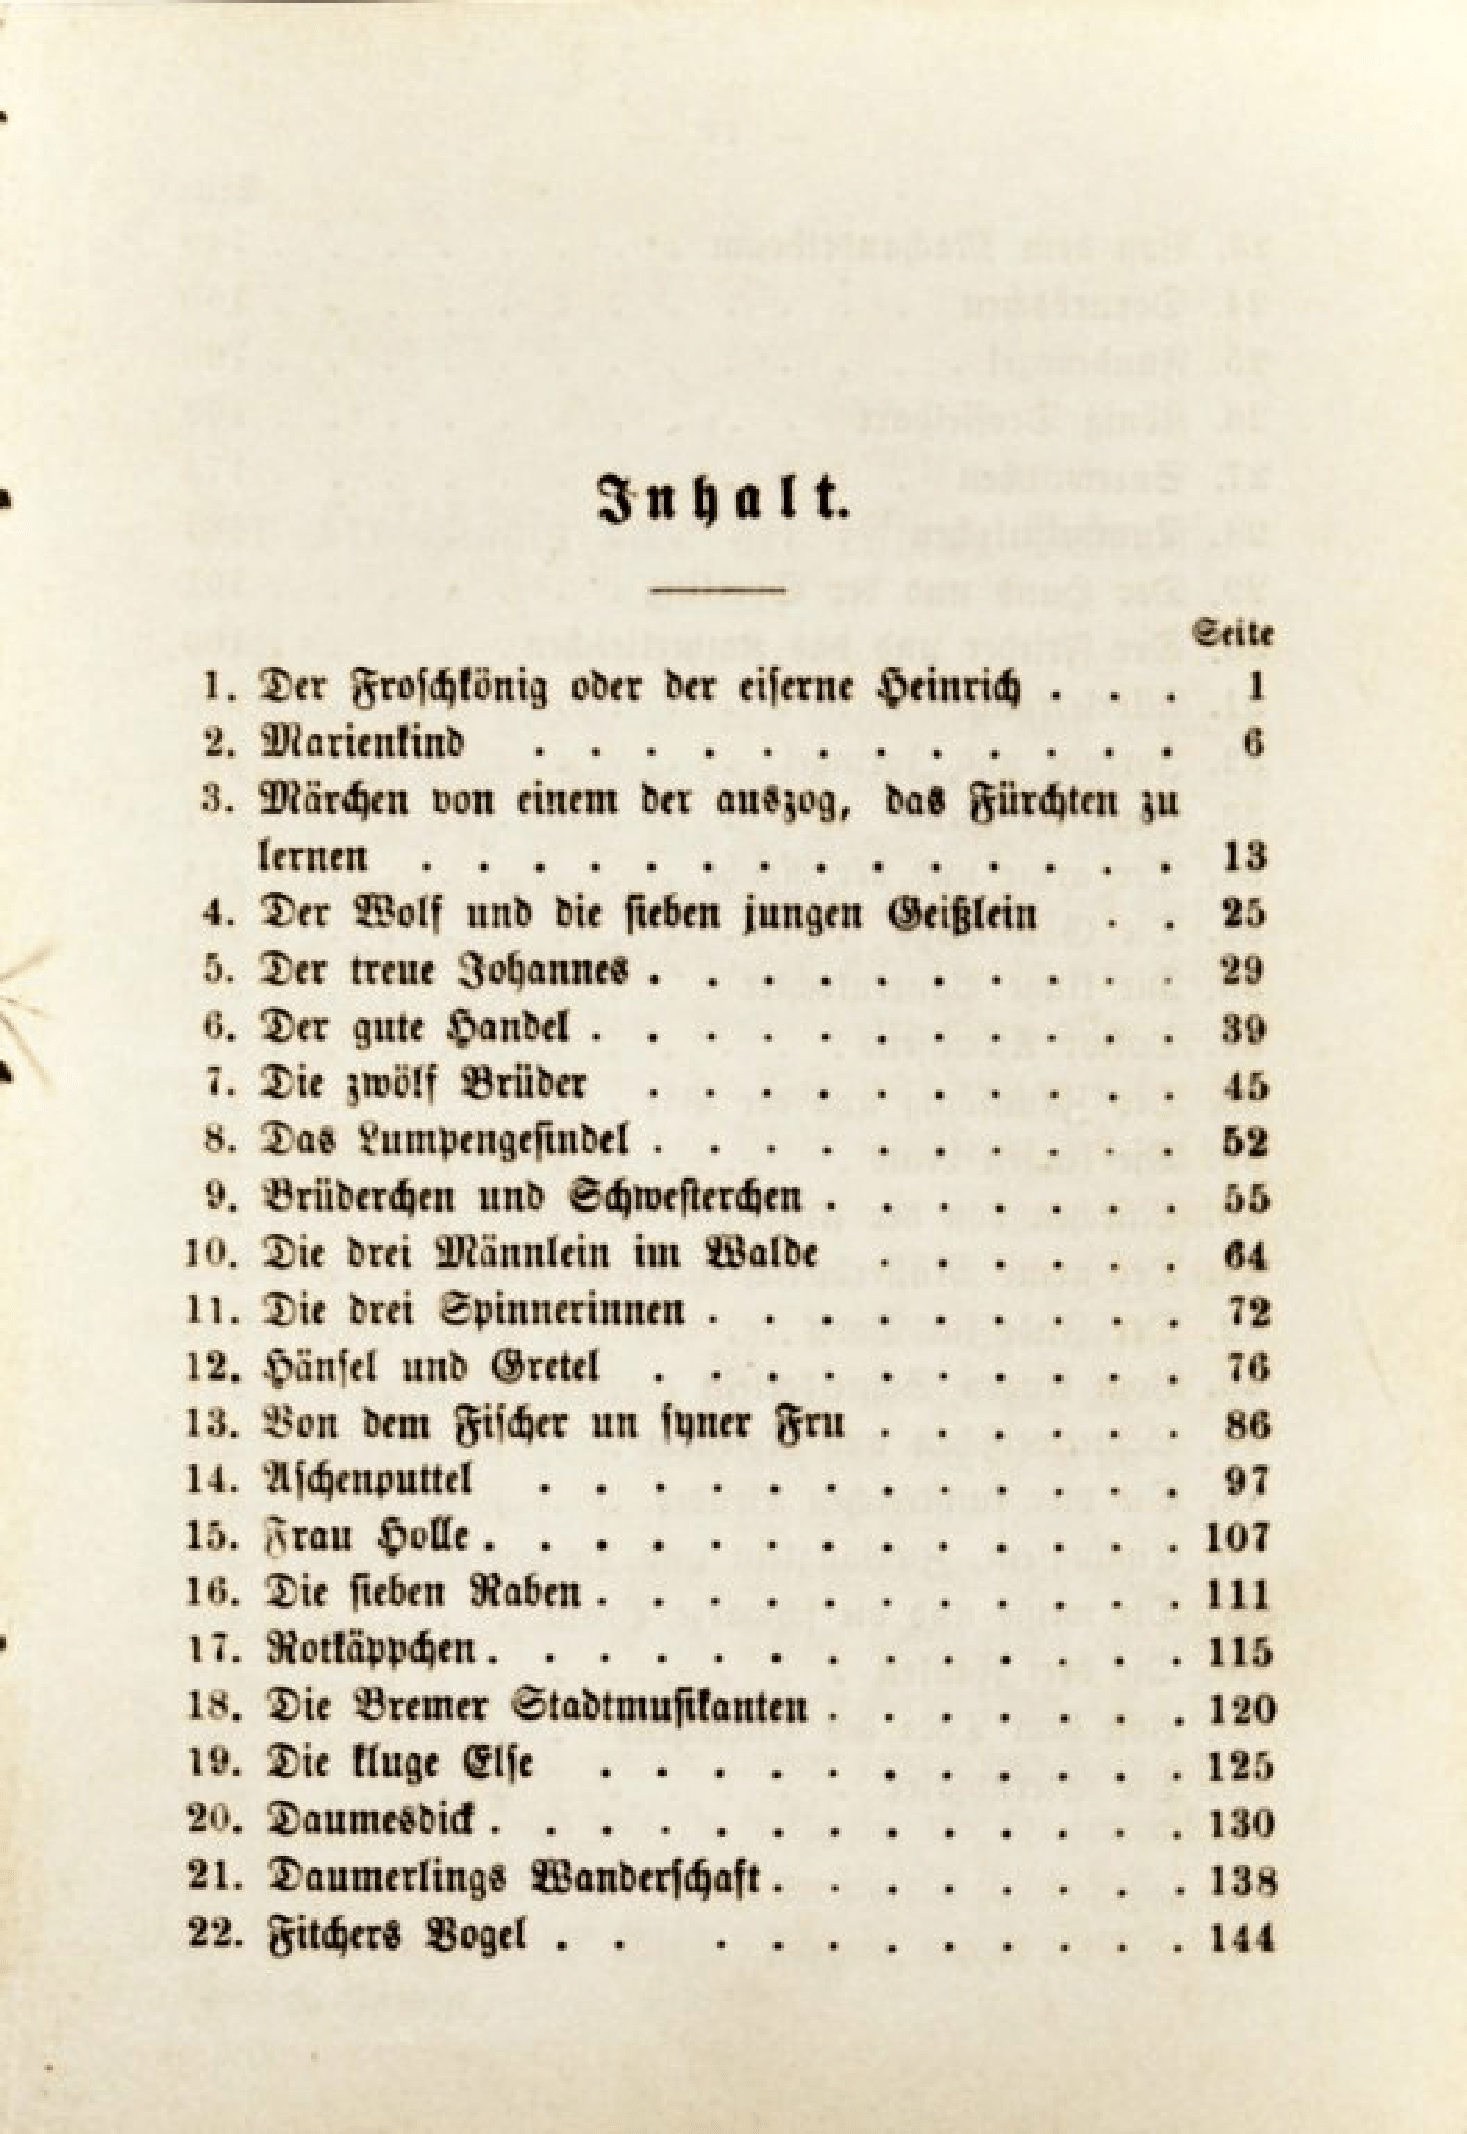 Inhalt.
Seite
1. Der Froschkönig oder der eiserne Heinrich . . . 1
2. Marienkind . . . . . . . . . . . . 6
3. Märchen von einem der auszog, das Fürchten zu
lernen . . . . . . . . . . . . . . 13
4. Der Wolf und die sieben jungen Geißlein . . 25
5. Der treue Johannes . . . . . . . . . . 29
6. Der gute Handel . . . . . . . . . . . 39
7. Die zwölf Brüder . . . . . . . . . . 45
8. Das Lumpengesindel . . . . . . . . . . 52
9. Brüderchen und Schwesterchen . . . . . . . 55
10. Die drei Männlein im Walde . . . . . . 64
11. Die drei Spinnerinnen . . . . . . . . . 72
12. Hänsel und Gretel . . . . . . . . . . 76
13. Von dem Fischer un syner Fru . . . . . . 86
14. Aschenputtel . . . . . . . . . . . . 97
15. Frau Holle . . . . . . . . . . . . . 107
16. Die sieben Raben . . . . . . . . . . . 111
17. Rotkäppchen . . . . . . . . . . . . . 115
18. Die Bremer Stadtmusikanten . . . . . . . 120
19. Die kluge Else . . . . . . . . . . . 125
20. Daumesdick . . . . . . . . . . . . . 130
21. Daumerlings Wanderschaft . . . . . . . . 138
22. Fitchers Vogel . . . . . . . . . . . 144